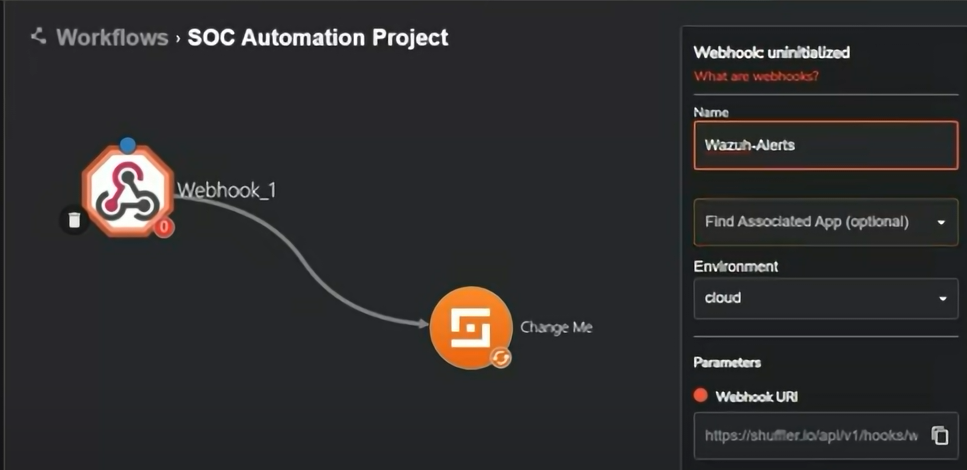 Workflows › SOC Automation Project
Webhook: uninitialized
What are webhooks?
Name
Wazuh-Alerts
Webhook_1
0
Find Associated App (optional)
Environment
cloud
Change Me
Parameters
Webhook URI
https://shuffler.io/api/v1/hooks/w